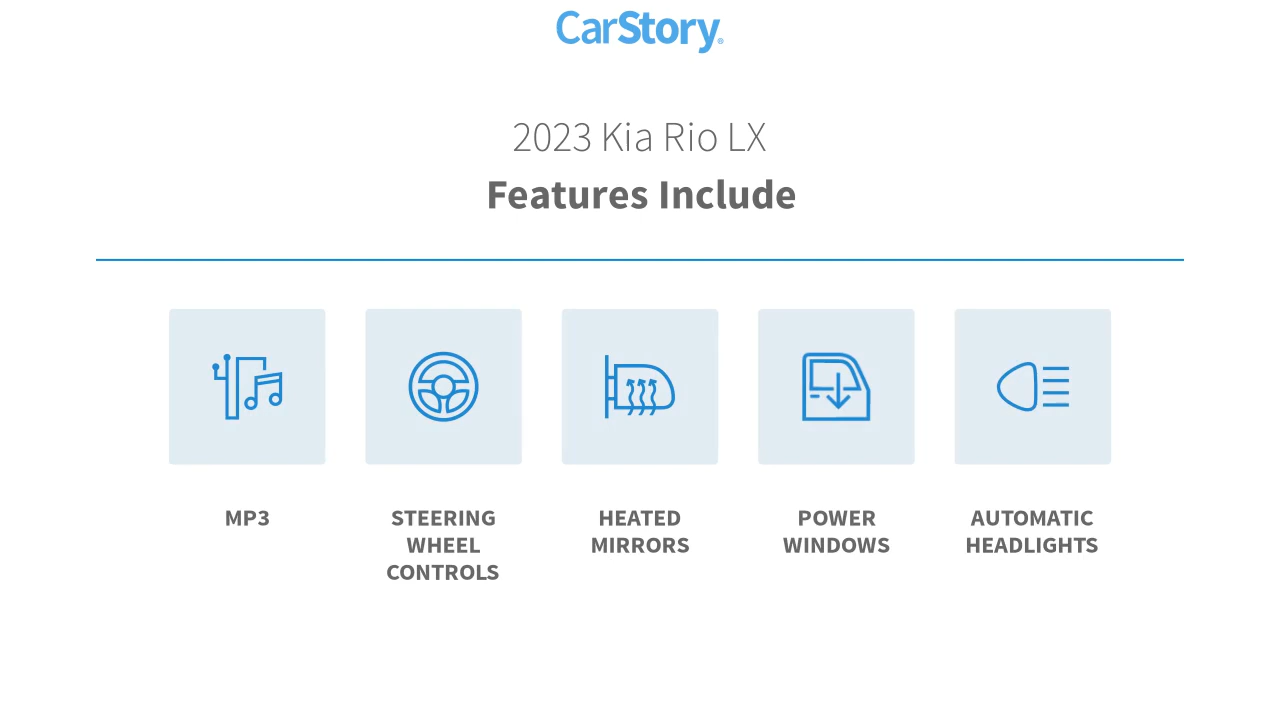 CarStory®
2023 Kia Rio LX
Features Include
MP3
STEERING
WHEEL
CONTROLS
HEATED
MIRRORS
POWER
WINDOWS
AUTOMATIC
HEADLIGHTS